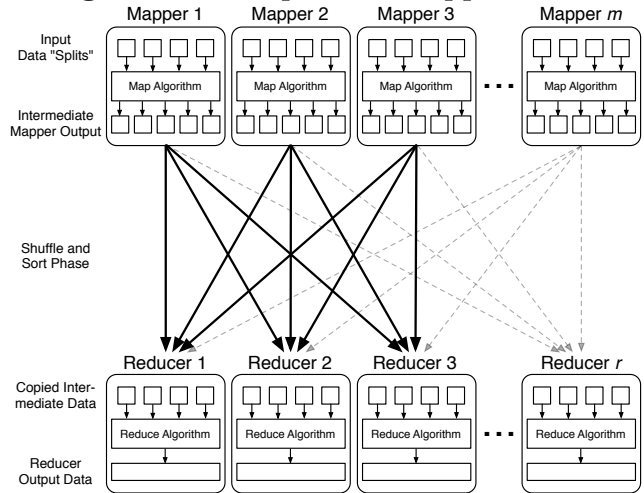 Mapper 1 Mapper 2 Mapper 3 Mapper m
Input
Data "Splits"
Map Algorithm Map Algorithm Map Algorithm Map Algorithm
...
Intermediate
Mapper Output
Shuffle and
Sort Phase
Reducer 1 Reducer 2 Reducer 3 Reducer r
Copied Inter-
mediate Data
Reduce Algorithm Reduce Algorithm Reduce Algorithm Reduce Algorithm
...
Reducer
Output Data